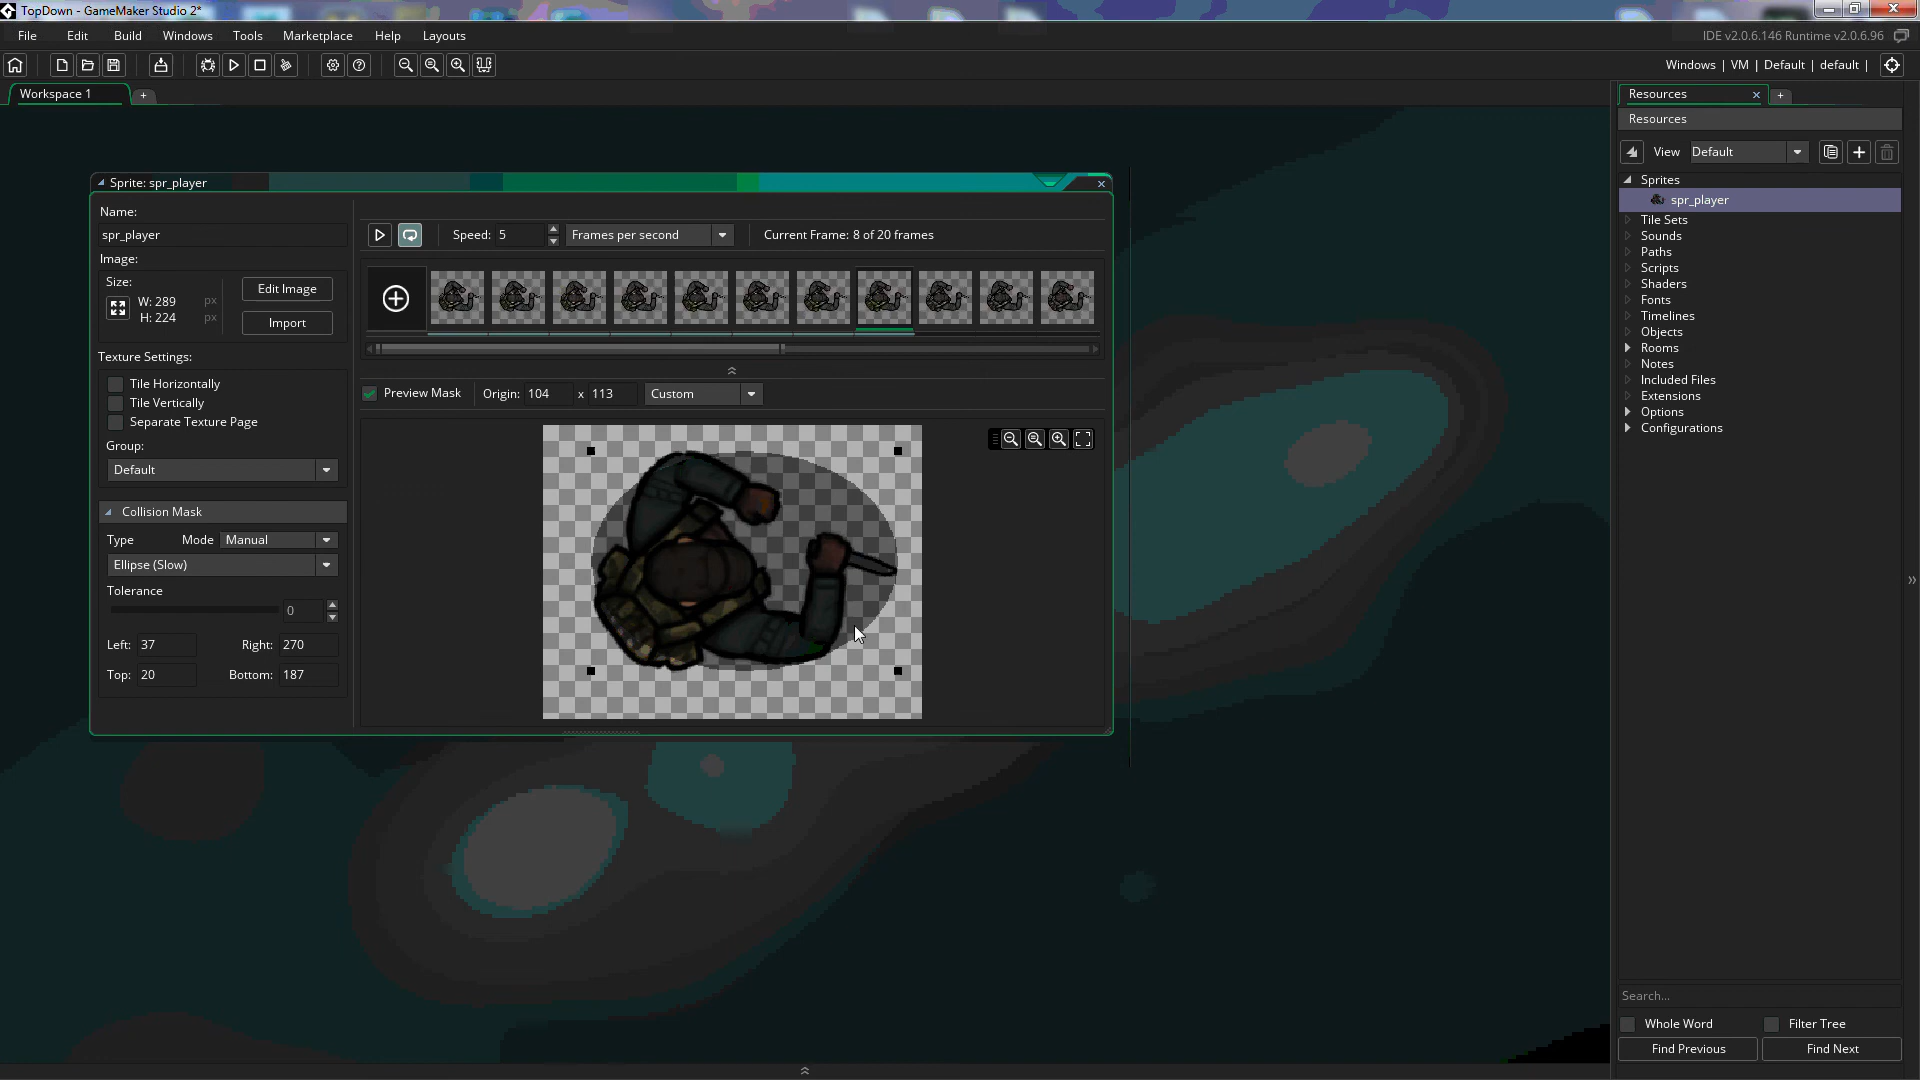 TopDown - GameMaker Studio 2*
File Edit Build Windows Tools Marketplace Help Layouts
IDE v2.0.6.146 Runtime v2.0.6.96
Windows | VM | Default | default |
Workspace 1
Sprite: spr_player
Name:
spr_player
Image:
Size:
W: 289 px
H: 224 px
Edit Image
Import
Texture Settings:
Tile Horizontally
Tile Vertically
Separate Texture Page
Group:
Default
Collision Mask
Type Mode Manual
Ellipse (Slow)
Tolerance
0
Left: 37 Right: 270
Top: 20 Bottom: 187
Speed: 5 Frames per second Current Frame: 8 of 20 frames
Preview Mask Origin: 104 x 113 Custom
Resources
Resources
View Default
Sprites
spr_player
Tile Sets
Sounds
Paths
Scripts
Shaders
Fonts
Timelines
Objects
Rooms
Notes
Included Files
Extensions
Options
Configurations
Search...
Whole Word Filter Tree
Find Previous Find Next